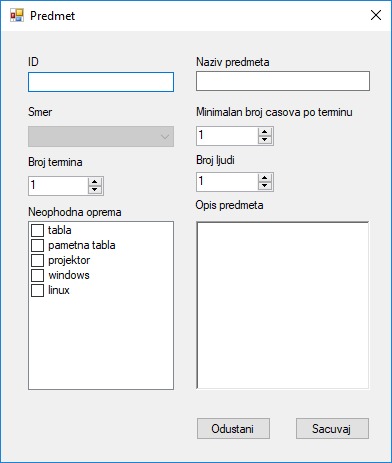 Predmet
ID
Naziv predmeta
Smer
Minimalan broj casova po terminu
1
Broj termina
1
Broj ljudi
1
Neophodna oprema
tabla
pametna tabla
projektor
windows
linux
Opis predmeta
Odustani
Sacuvaj